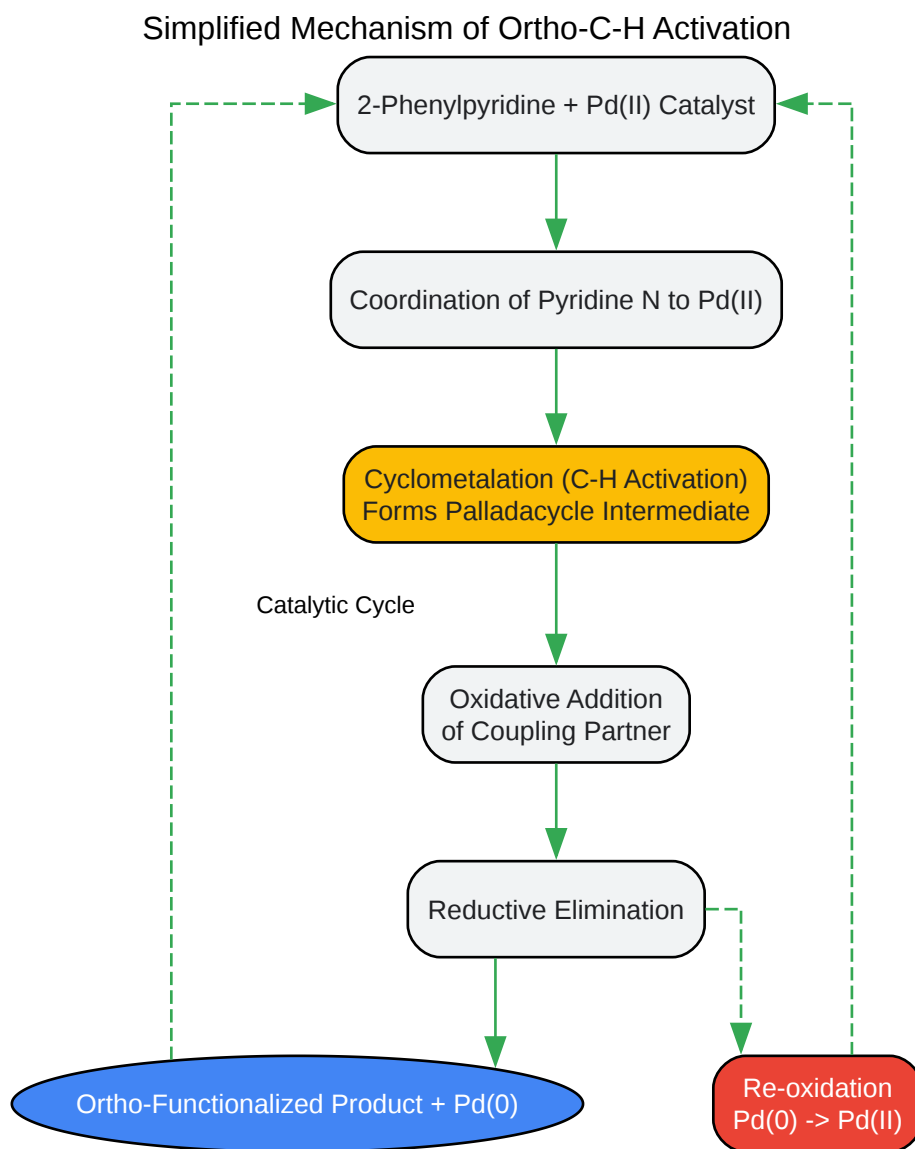 Simplified Mechanism of Ortho-C-H Activation
2-Phenylpyridine + Pd(II) Catalyst
Coordination of Pyridine N to Pd(II)
Cyclometalation (C-H Activation)
Forms Palladacycle Intermediate
Catalytic Cycle
Oxidative Addition
of Coupling Partner
Reductive Elimination
Ortho-Functionalized Product + Pd(0)
Re-oxidation
Pd(0) -> Pd(II)